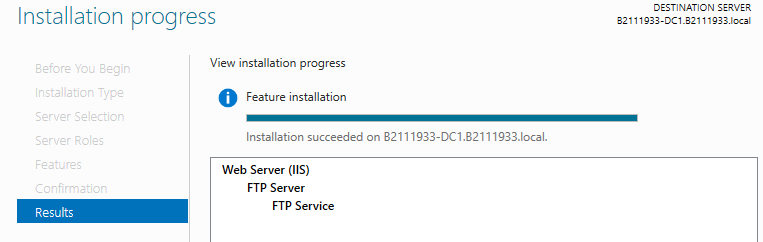 Installation progress
DESTINATION SERVER
B2111933-DC1.B2111933.local
Before You Begin
Installation Type
Server Selection
Server Roles
Features
Confirmation
Results
View installation progress
Feature installation
Installation succeeded on B2111933-DC1.B2111933.local.
Web Server (IIS)
FTP Server
FTP Service